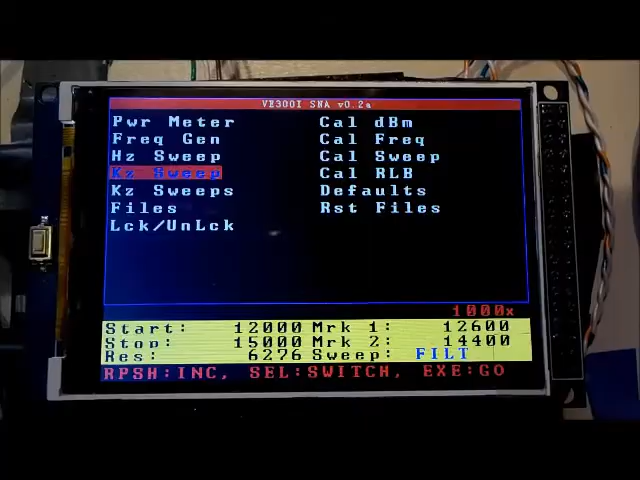 VE3OOI SNA v0.2a
Pwr Meter Cal dBm
Freq Gen Cal Freq
Hz Sweep Cal Sweep
Kz Sweep Cal RLB
Kz Sweeps Defaults
Files Rst Files
Lck/UnLck
1000x
Start: 12000 Mrk 1: 12600
Stop: 15000 Mrk 2: 14400
Res: 6276 Sweep: FILT
RPSH:INC, SEL:SWITCH, EXE:GO